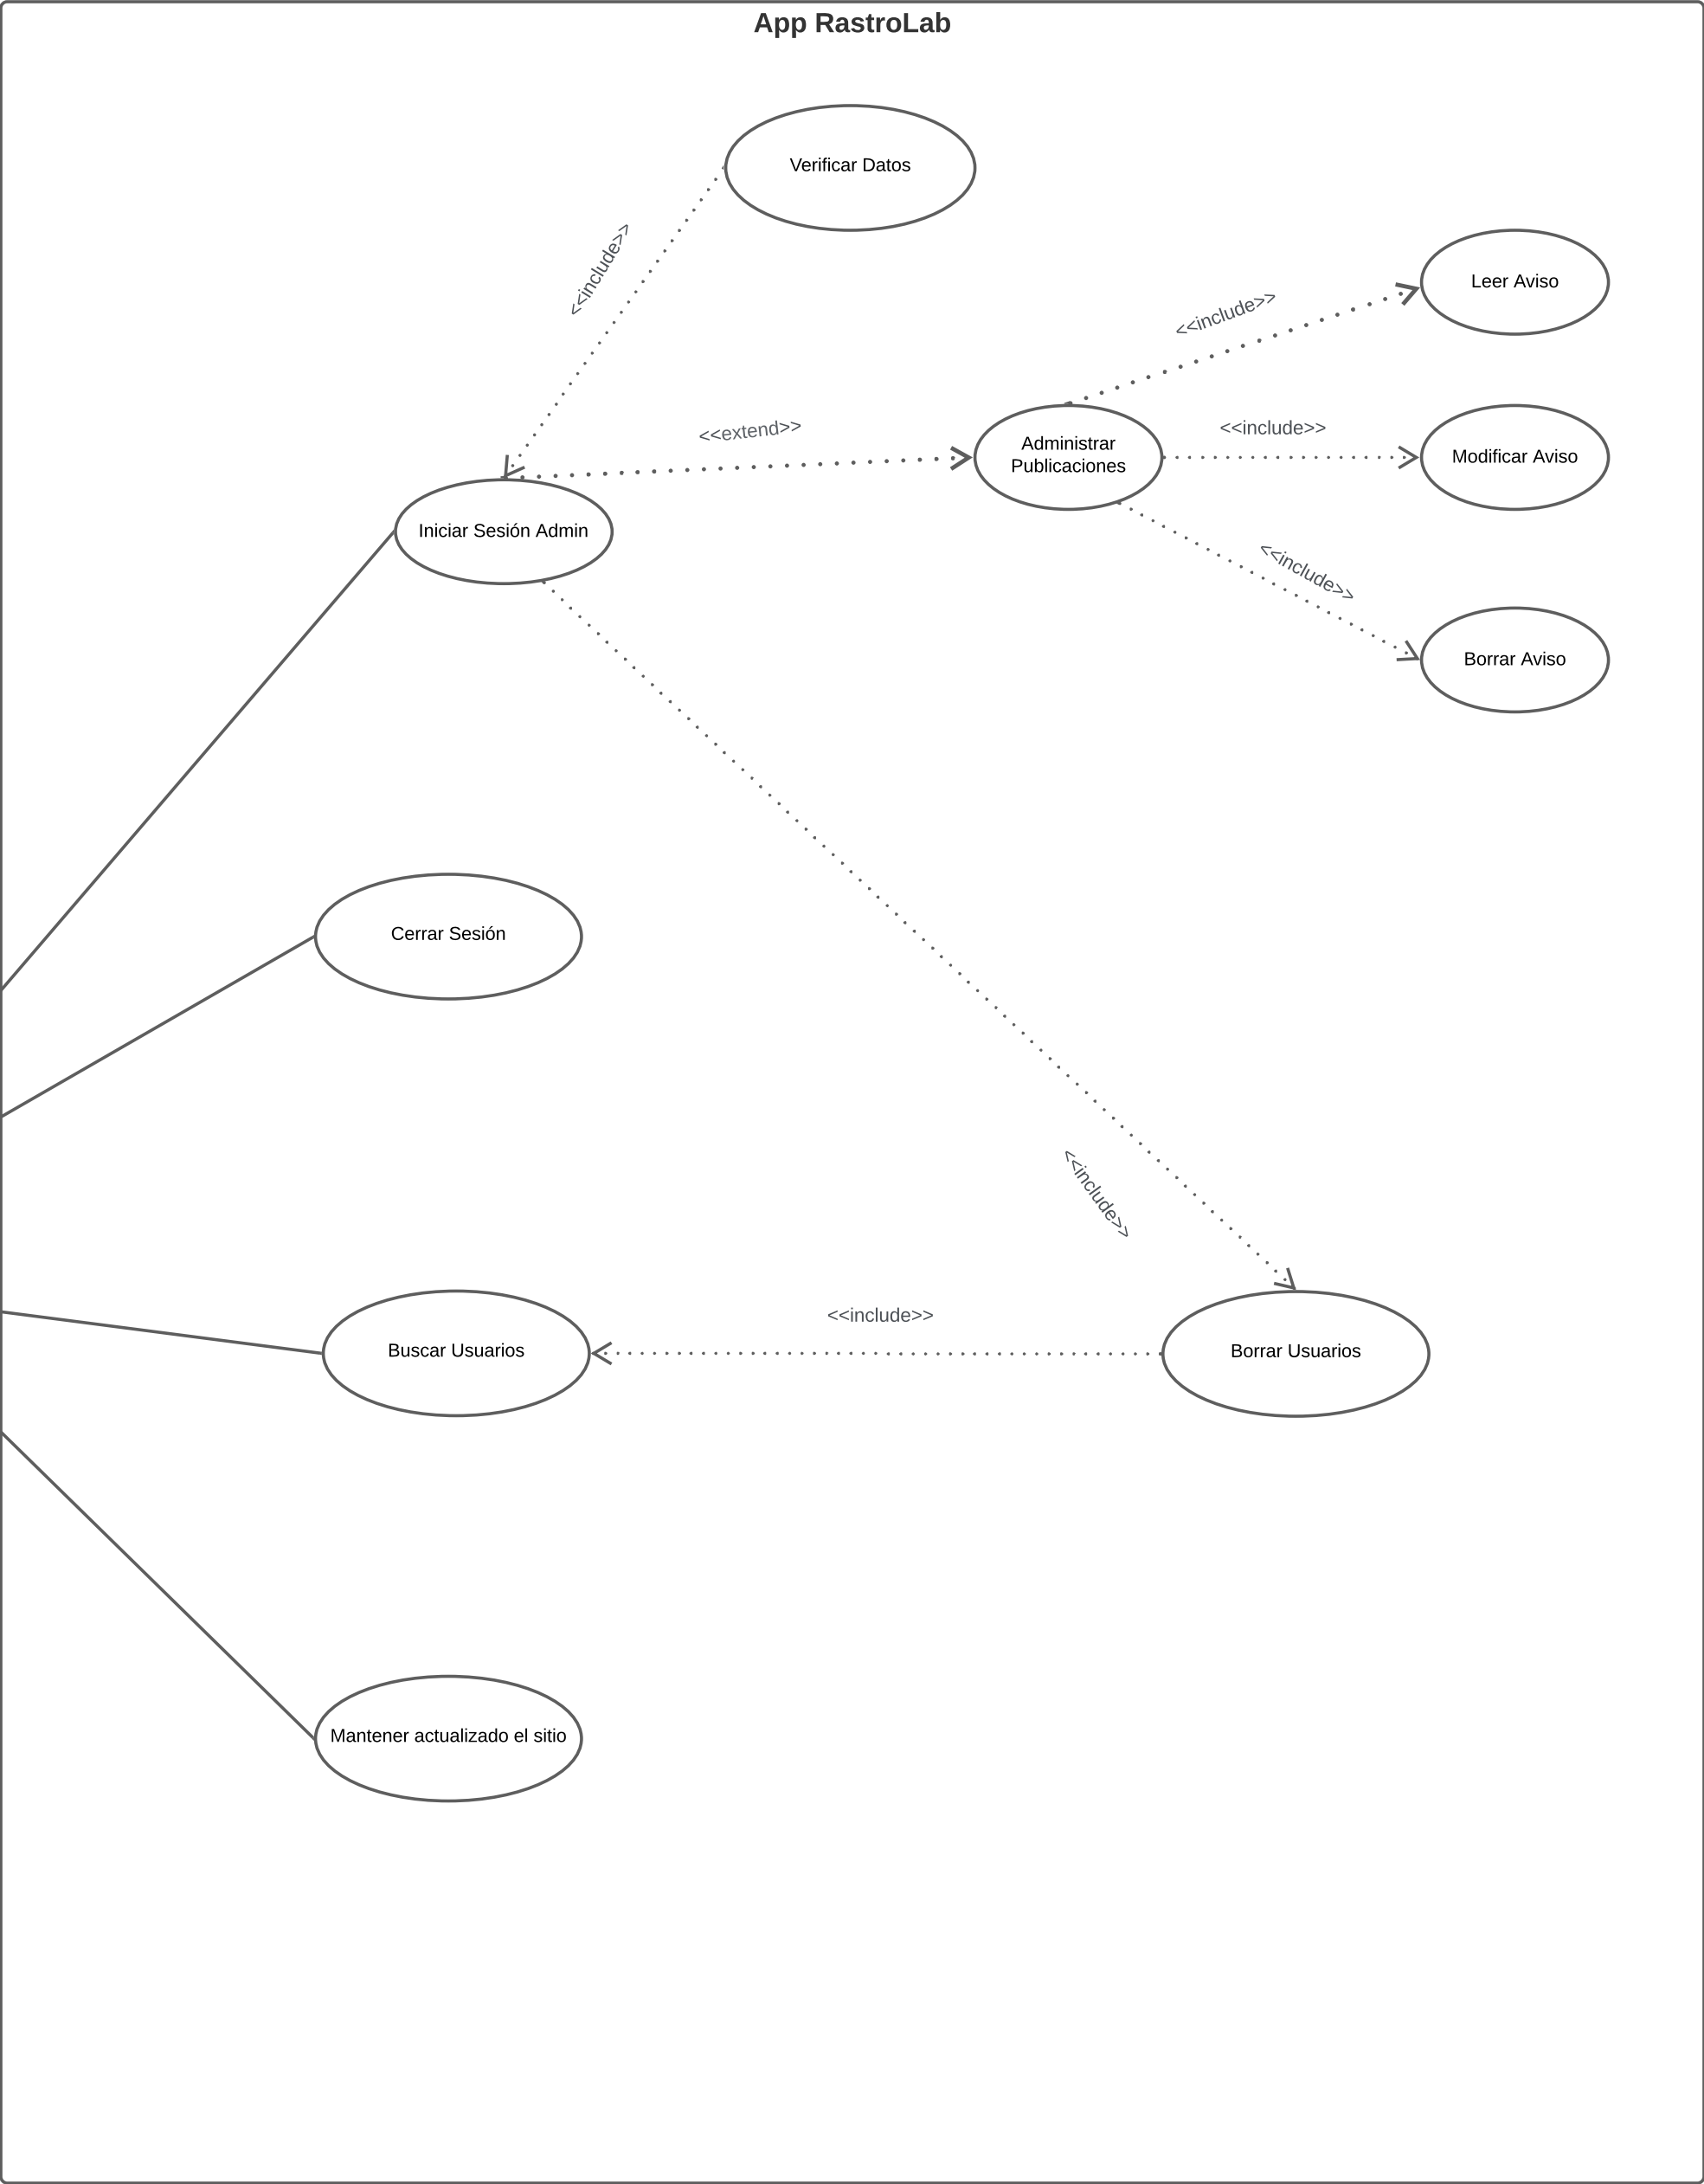 App RastroLab
Verificar Datos
<<include>>
Leer Aviso
<<include>>
<<extend>>
Administrar
Publicaciones
<<include>>
Modificar Aviso
Iniciar Sesión Admin
<<include>>
Borrar Aviso
Cerrar Sesión
<<include>>
<<include>>
Buscar Usuarios
Borrar Usuarios
Mantener actualizado el sitio